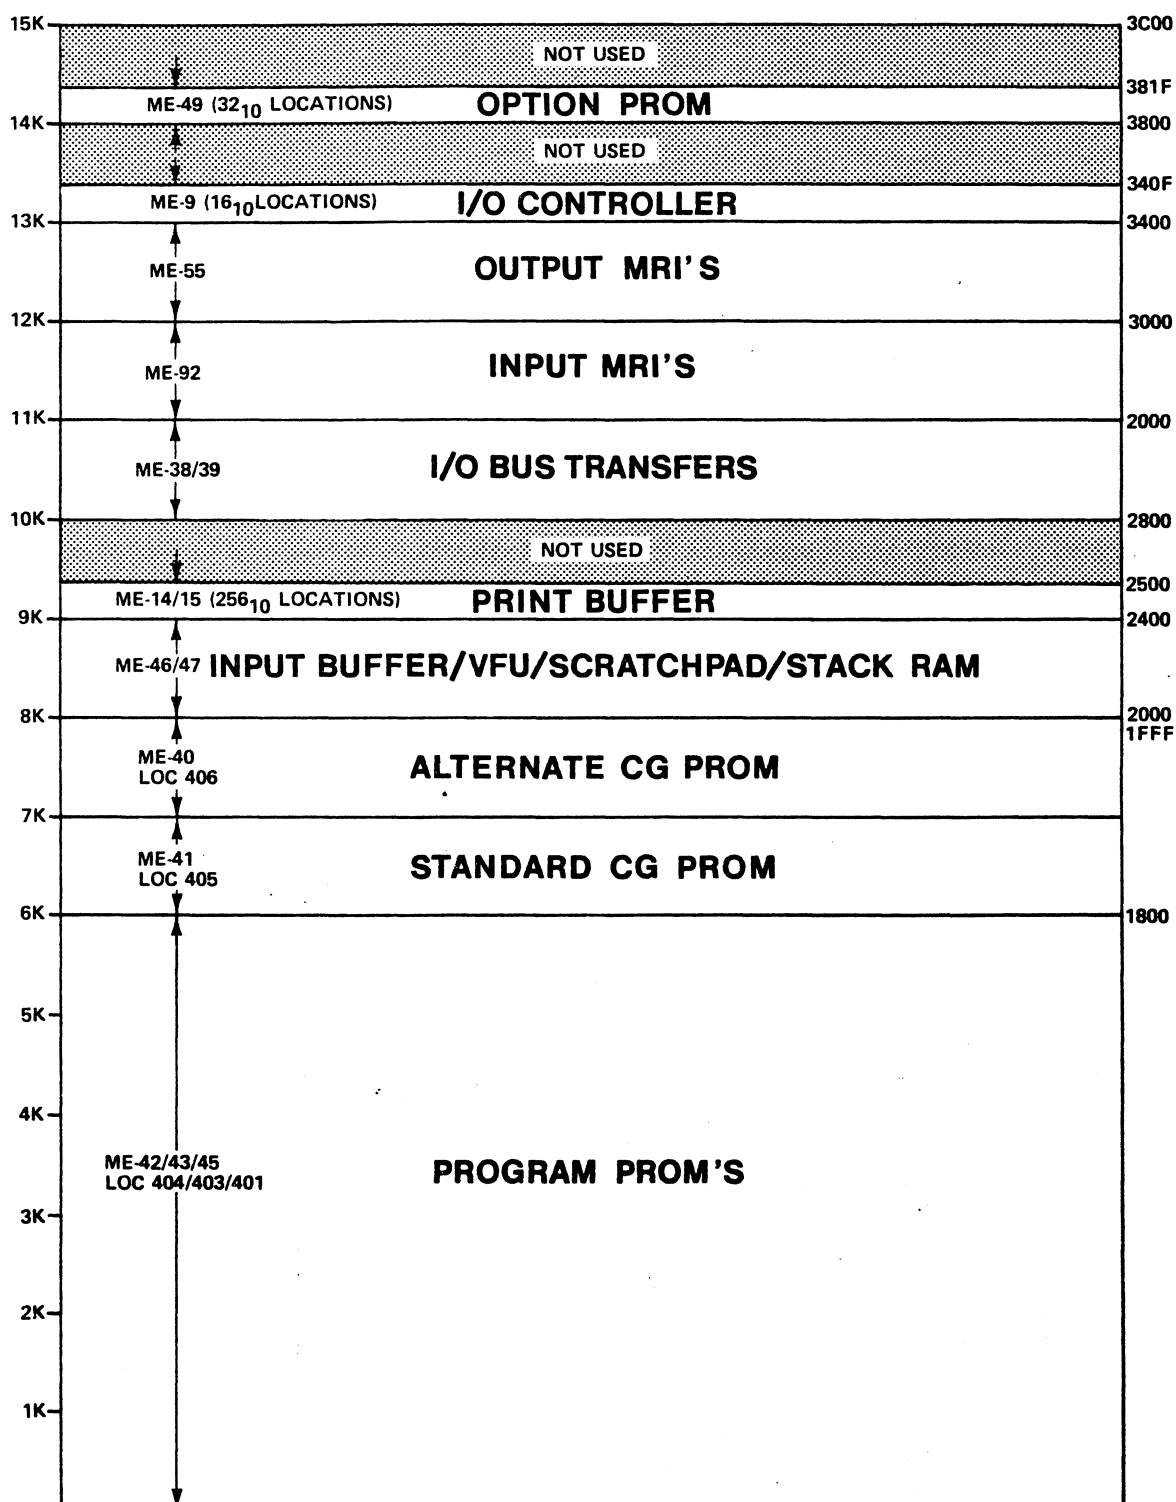 15K 3C00
NOT USED
381F
ME-49 (32₁₀ LOCATIONS) OPTION PROM
14K 3800
NOT USED
340F
ME-9 (16₁₀LOCATIONS) I/O CONTROLLER
13K 3400
ME-55 OUTPUT MRI'S
12K 3000
ME-92 INPUT MRI'S
11K 2000
ME-38/39 I/O BUS TRANSFERS
10K 2800
NOT USED
2500
ME-14/15 (256₁₀ LOCATIONS) PRINT BUFFER
9K 2400
ME-46/47 INPUT BUFFER/VFU/SCRATCHPAD/STACK RAM
8K 2000
1FFF
ME-40
LOC 406
ALTERNATE CG PROM
7K
ME-41
LOC 405
STANDARD CG PROM
6K 1800
5K
4K
ME-42/43/45
LOC 404/403/401
PROGRAM PROM'S
3K
2K
1K